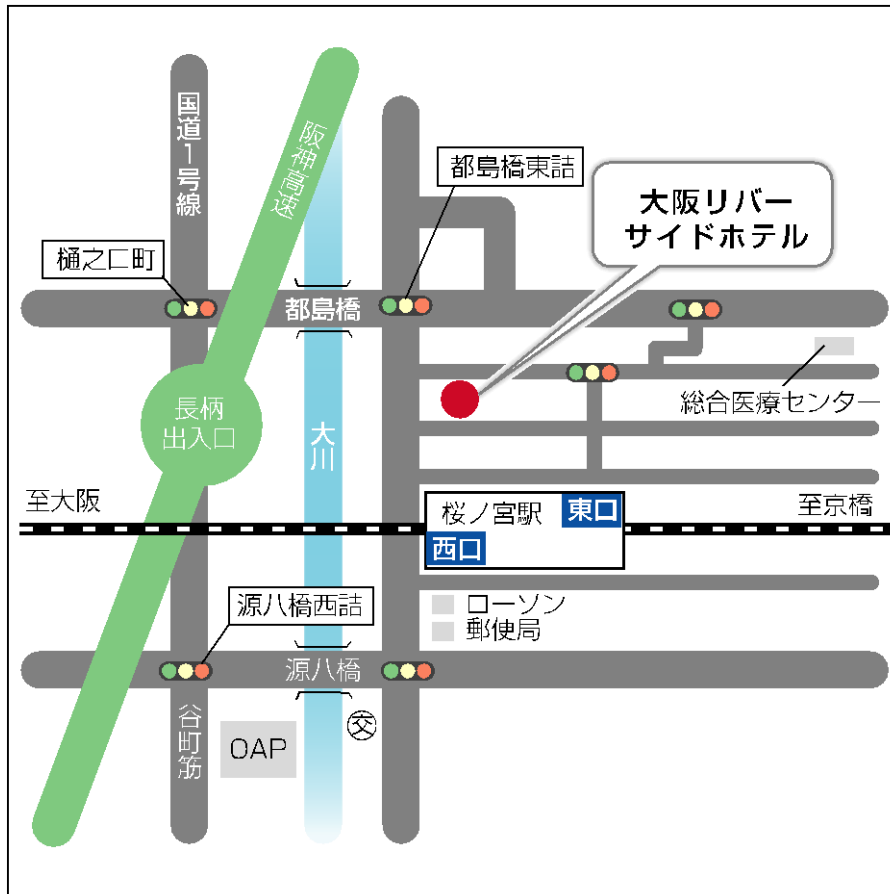 国道1号線
阪神高速
都島橋東詰
大阪リバー
サイドホテル
樋之口町
都島橋
総合医療センター
長柄
出入口
大川
至大阪
桜ノ宮駅
東口
西口
至京橋
源八橋西詰
ローソン
郵便局
源八橋
谷町筋
OAP
交